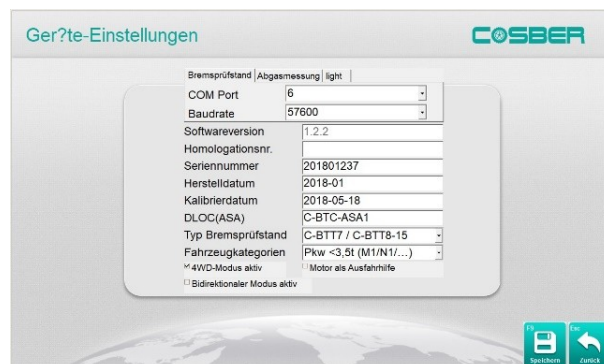 Ger?te-Einstellungen
COSBER
Bremsprüfstand Abgasmessung light
COM Port 6
Baudrate 57600
Softwareversion 1.2.2
Homologationsnr.
Seriennummer 201801237
Herstelldatum 2018-01
Kalibrierdatum 2018-05-18
DLOC(ASA) C-BTC-ASA1
Typ Bremsprüfstand C-BTT7 / C-BTT8-15
Fahrzeugkategorien Pkw <3,5t (M1/N1/…)
4WD-Modus aktiv Motor als Ausfahrhilfe
Bidirektionaler Modus aktiv
F9 Esc
Speichern Zurück